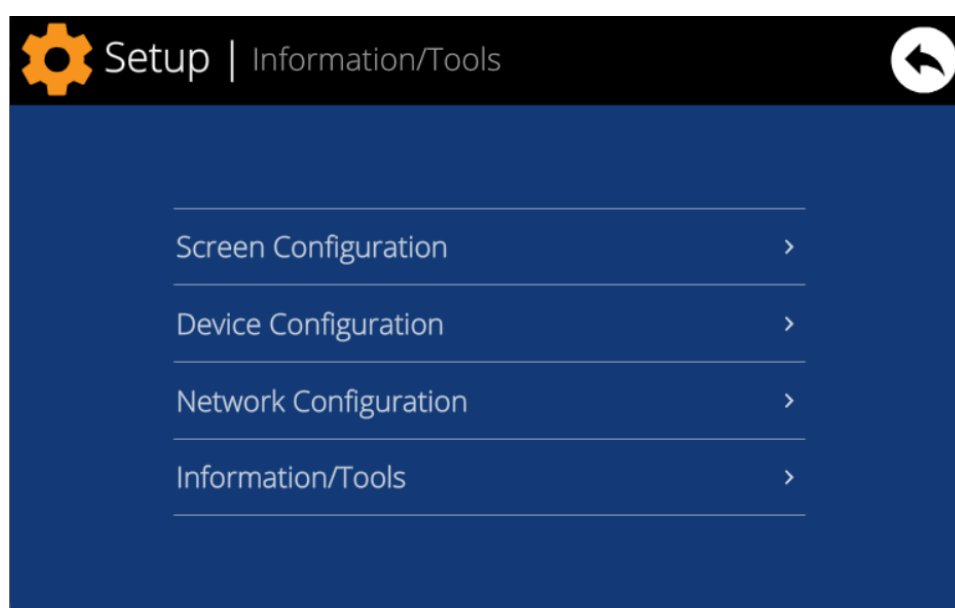 Setup | Information/Tools
Screen Configuration
Device Configuration
Network Configuration
Information/Tools